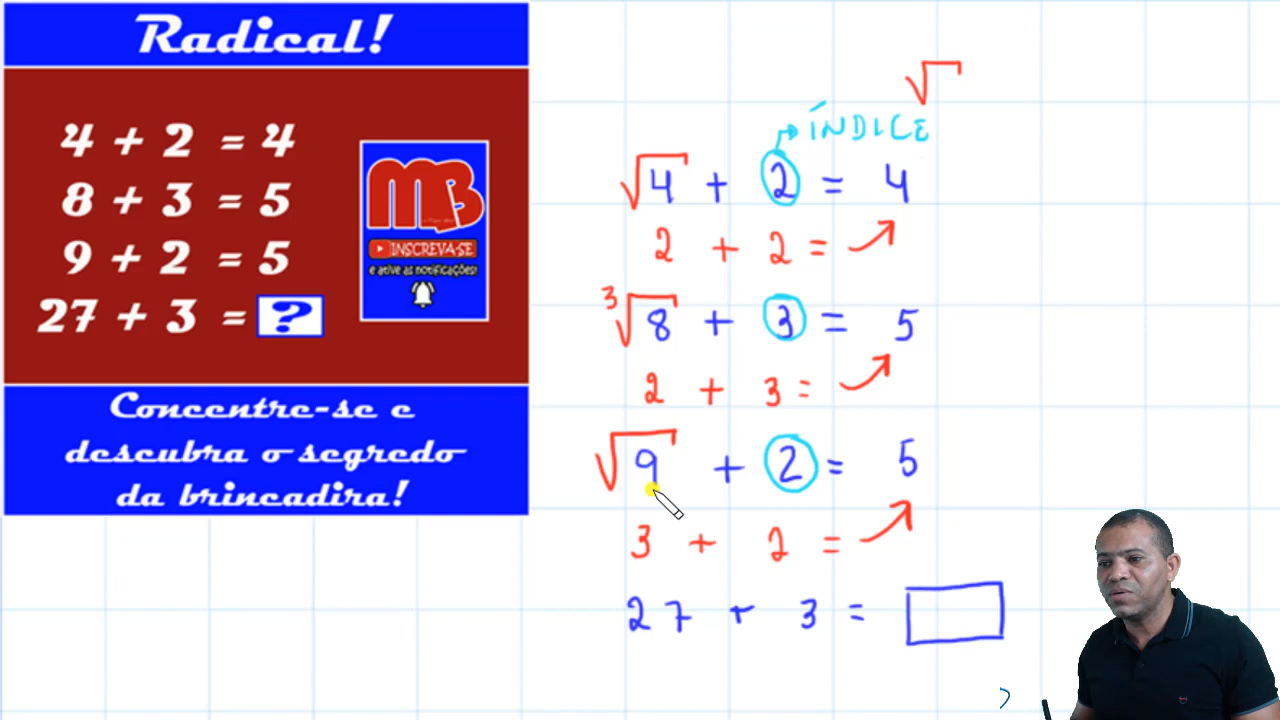 Radical!
4 + 2 = 4
8 + 3 = 5
9 + 2 = 5
27 + 3 = ?
MB
INSCREVA-SE
e ative as notificações!
Concentre-se e
descubra o segredo
da brincadira!
√
ÍNDICE
√4 + 2 = 4
2 + 2 =
³√8 + 3 = 5
2 + 3 =
√9 + 2 = 5
3 + 2 =
27 + 3 =